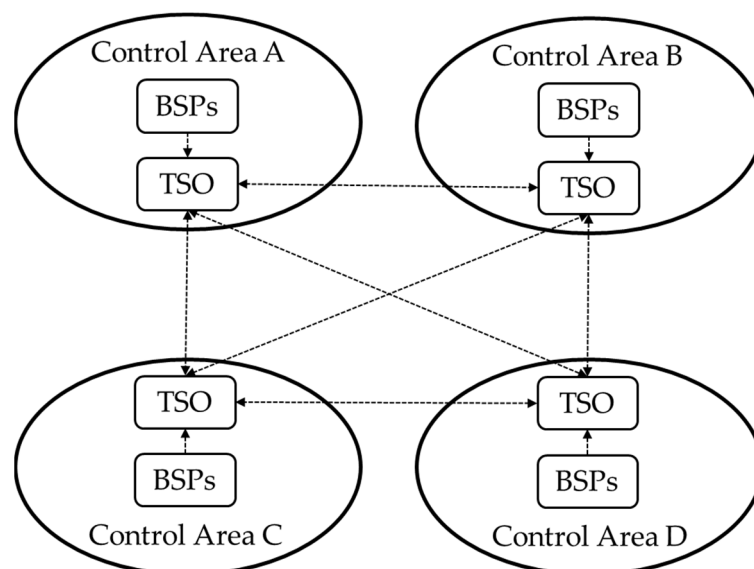 Control Area A
BSPs
TSO
Control Area B
BSPs
TSO
TSO
BSPs
Control Area C
TSO
BSPs
Control Area D